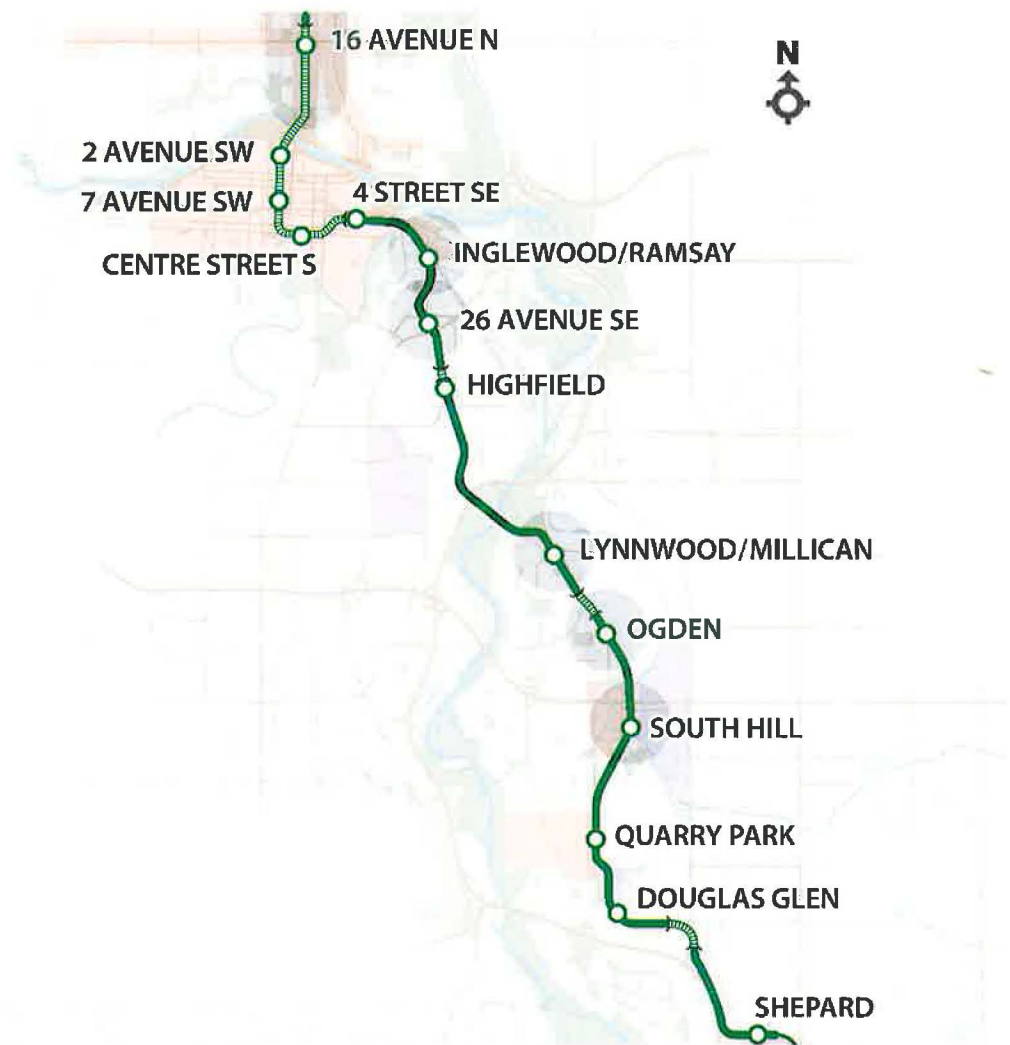 16 AVENUE N
N
2 AVENUE SW
7 AVENUE SW
4 STREET SE
CENTRE STREET S
INGLEWOOD/RAMSAY
26 AVENUE SE
HIGHFIELD
LYNNWOOD/MILLICAN
OGDEN
SOUTH HILL
QUARRY PARK
DOUGLAS GLEN
SHEPARD